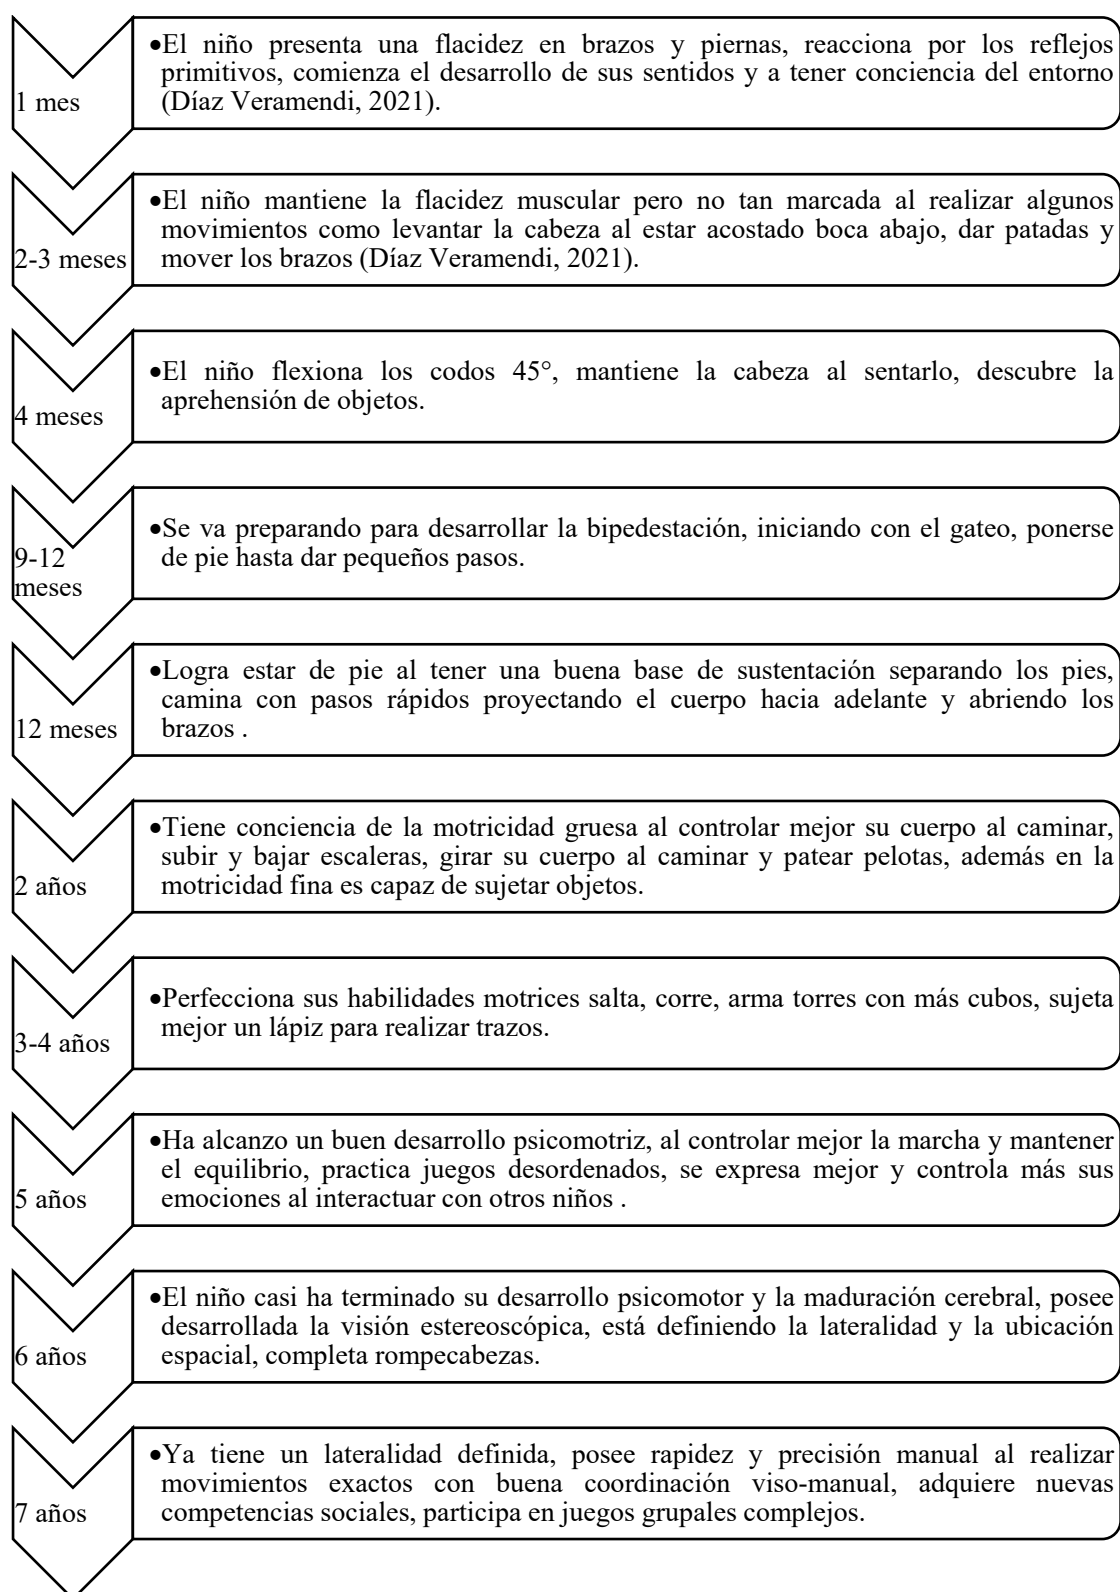 1 mes
•El niño presenta una flacidez en brazos y piernas, reacciona por los reflejos
primitivos, comienza el desarrollo de sus sentidos y a tener conciencia del entorno
(Díaz Veramendi, 2021).
2-3 meses
•El niño mantiene la flacidez muscular pero no tan marcada al realizar algunos
movimientos como levantar la cabeza al estar acostado boca abajo, dar patadas y
mover los brazos (Díaz Veramendi, 2021).
4 meses
•El niño flexiona los codos 45°, mantiene la cabeza al sentarlo, descubre la
aprehensión de objetos.
9-12
meses
•Se va preparando para desarrollar la bipedestación, iniciando con el gateo, ponerse
de pie hasta dar pequeños pasos.
12 meses
•Logra estar de pie al tener una buena base de sustentación separando los pies,
camina con pasos rápidos proyectando el cuerpo hacia adelante y abriendo los
brazos .
2 años
•Tiene conciencia de la motricidad gruesa al controlar mejor su cuerpo al caminar,
subir y bajar escaleras, girar su cuerpo al caminar y patear pelotas, además en la
motricidad fina es capaz de sujetar objetos.
3-4 años
•Perfecciona sus habilidades motrices salta, corre, arma torres con más cubos, sujeta
mejor un lápiz para realizar trazos.
5 años
•Ha alcanzo un buen desarrollo psicomotriz, al controlar mejor la marcha y mantener
el equilibrio, practica juegos desordenados, se expresa mejor y controla más sus
emociones al interactuar con otros niños .
6 años
•El niño casi ha terminado su desarrollo psicomotor y la maduración cerebral, posee
desarrollada la visión estereoscópica, está definiendo la lateralidad y la ubicación
espacial, completa rompecabezas.
7 años
•Ya tiene un lateralidad definida, posee rapidez y precisión manual al realizar
movimientos exactos con buena coordinación viso-manual, adquiere nuevas
competencias sociales, participa en juegos grupales complejos.